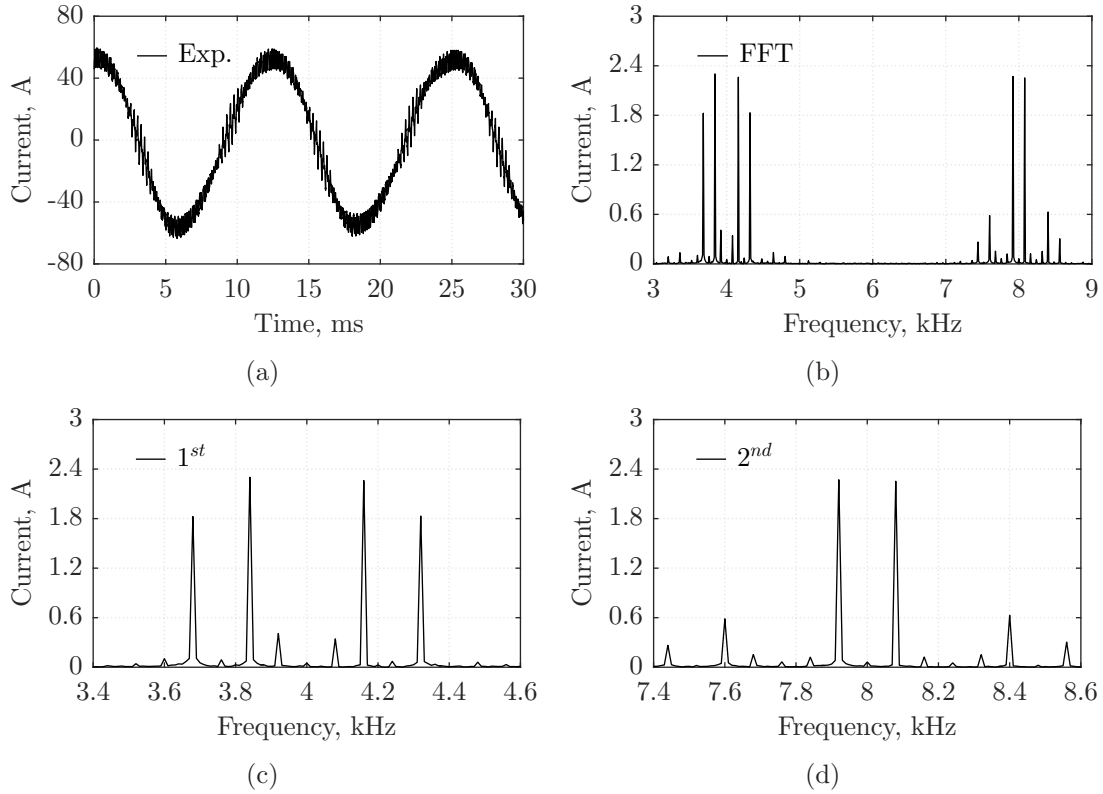 80
40
0
-40
-80
Current, A
Exp.
0 5 10 15 20 25 30
Time, ms
(a)
3
2.4
1.8
1.2
0.6
0
Current, A
FFT
3 4 5 6 7 8 9
Frequency, kHz
(b)
3
2.4
1.8
1.2
0.6
0
Current, A
1st
3.4 3.6 3.8 4 4.2 4.4 4.6
Frequency, kHz
(c)
3
2.4
1.8
1.2
0.6
0
Current, A
2nd
7.4 7.6 7.8 8 8.2 8.4 8.6
Frequency, kHz
(d)